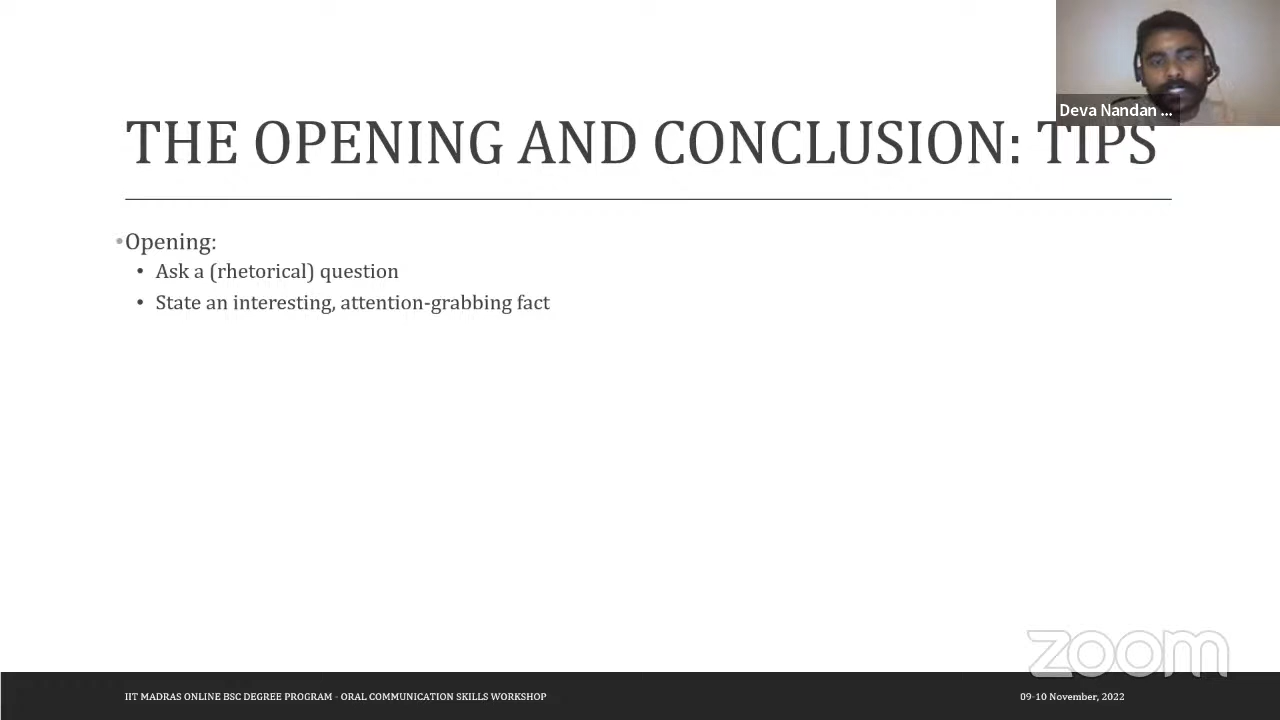 Deva Nandan ...
THE OPENING AND CONCLUSION: TIPS
•Opening:
• Ask a (rhetorical) question
• State an interesting, attention-grabbing fact
zoom
IIT MADRAS ONLINE BSC DEGREE PROGRAM - ORAL COMMUNICATION SKILLS WORKSHOP
09-10 November, 2022